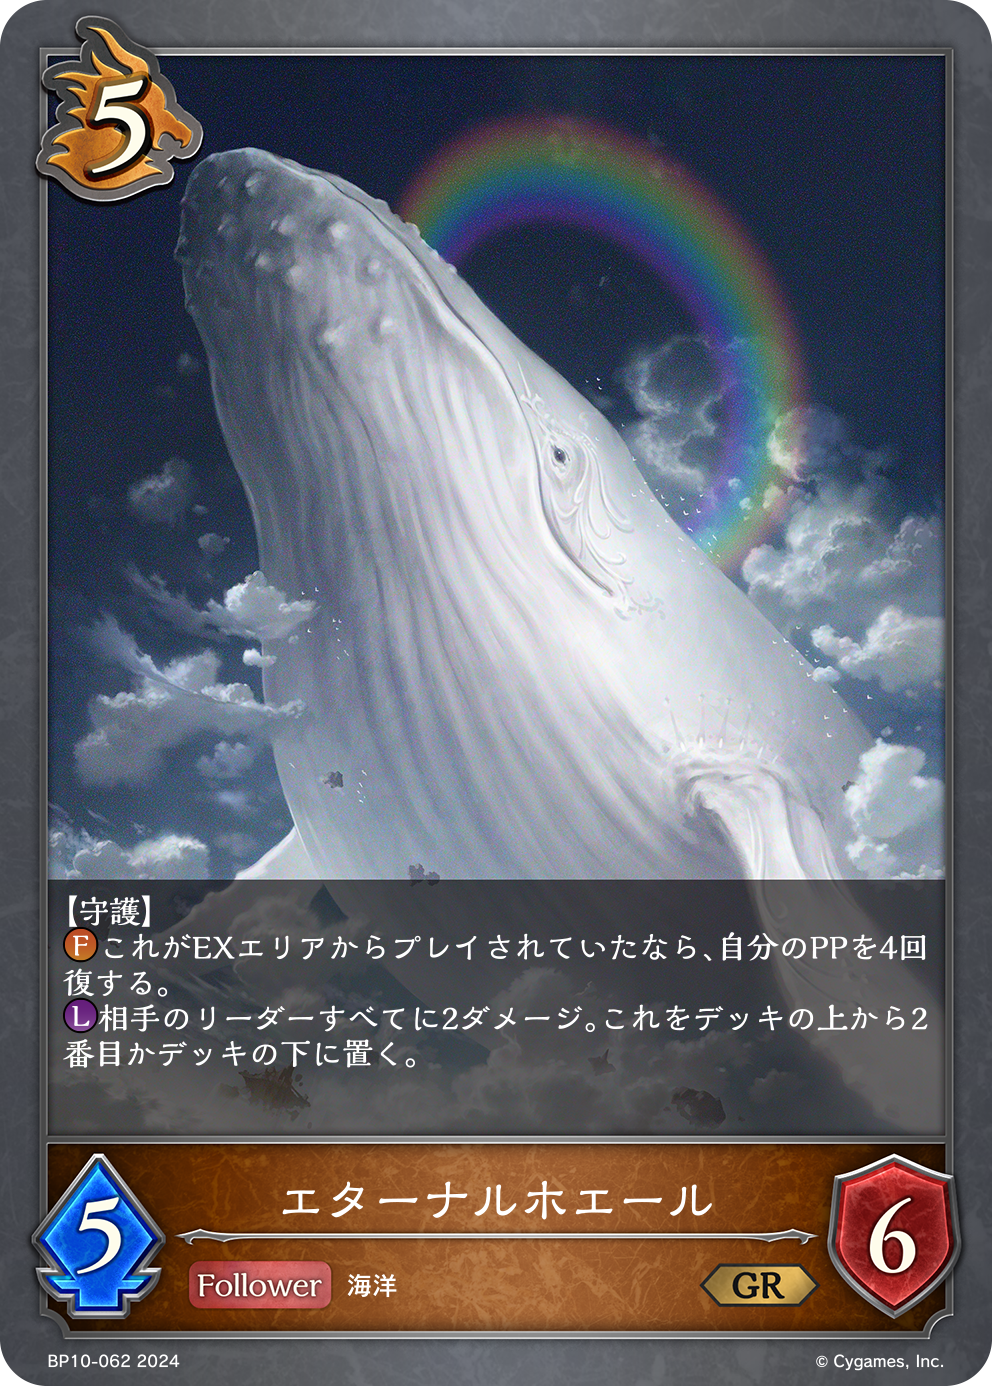 5
【守護】
Fこれが EXエリアからプレイされていたなら、自分のPPを4回
復する。
L相手のリーダーすべてに2ダメージ。これをデッキの上から2
番目かデッキの下に置く。
エターナルホエール
5
6
Follower 海洋
GR
BP10-062 2024
© Cygames, Inc.